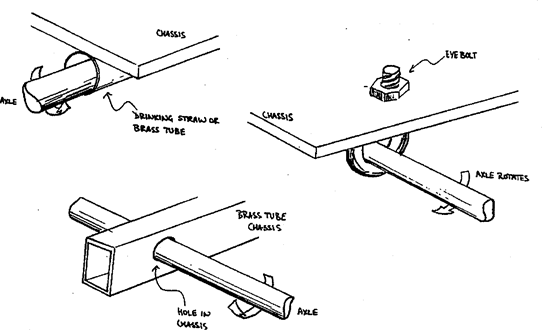 CHASSIS
AXLE
DRINKING STRAW OR
BRASS TUBE
EYE BOLT
CHASSIS
AXLE ROTATES
BRASS TUBE
CHASSIS
HOLE IN
CHASSIS
AXLE